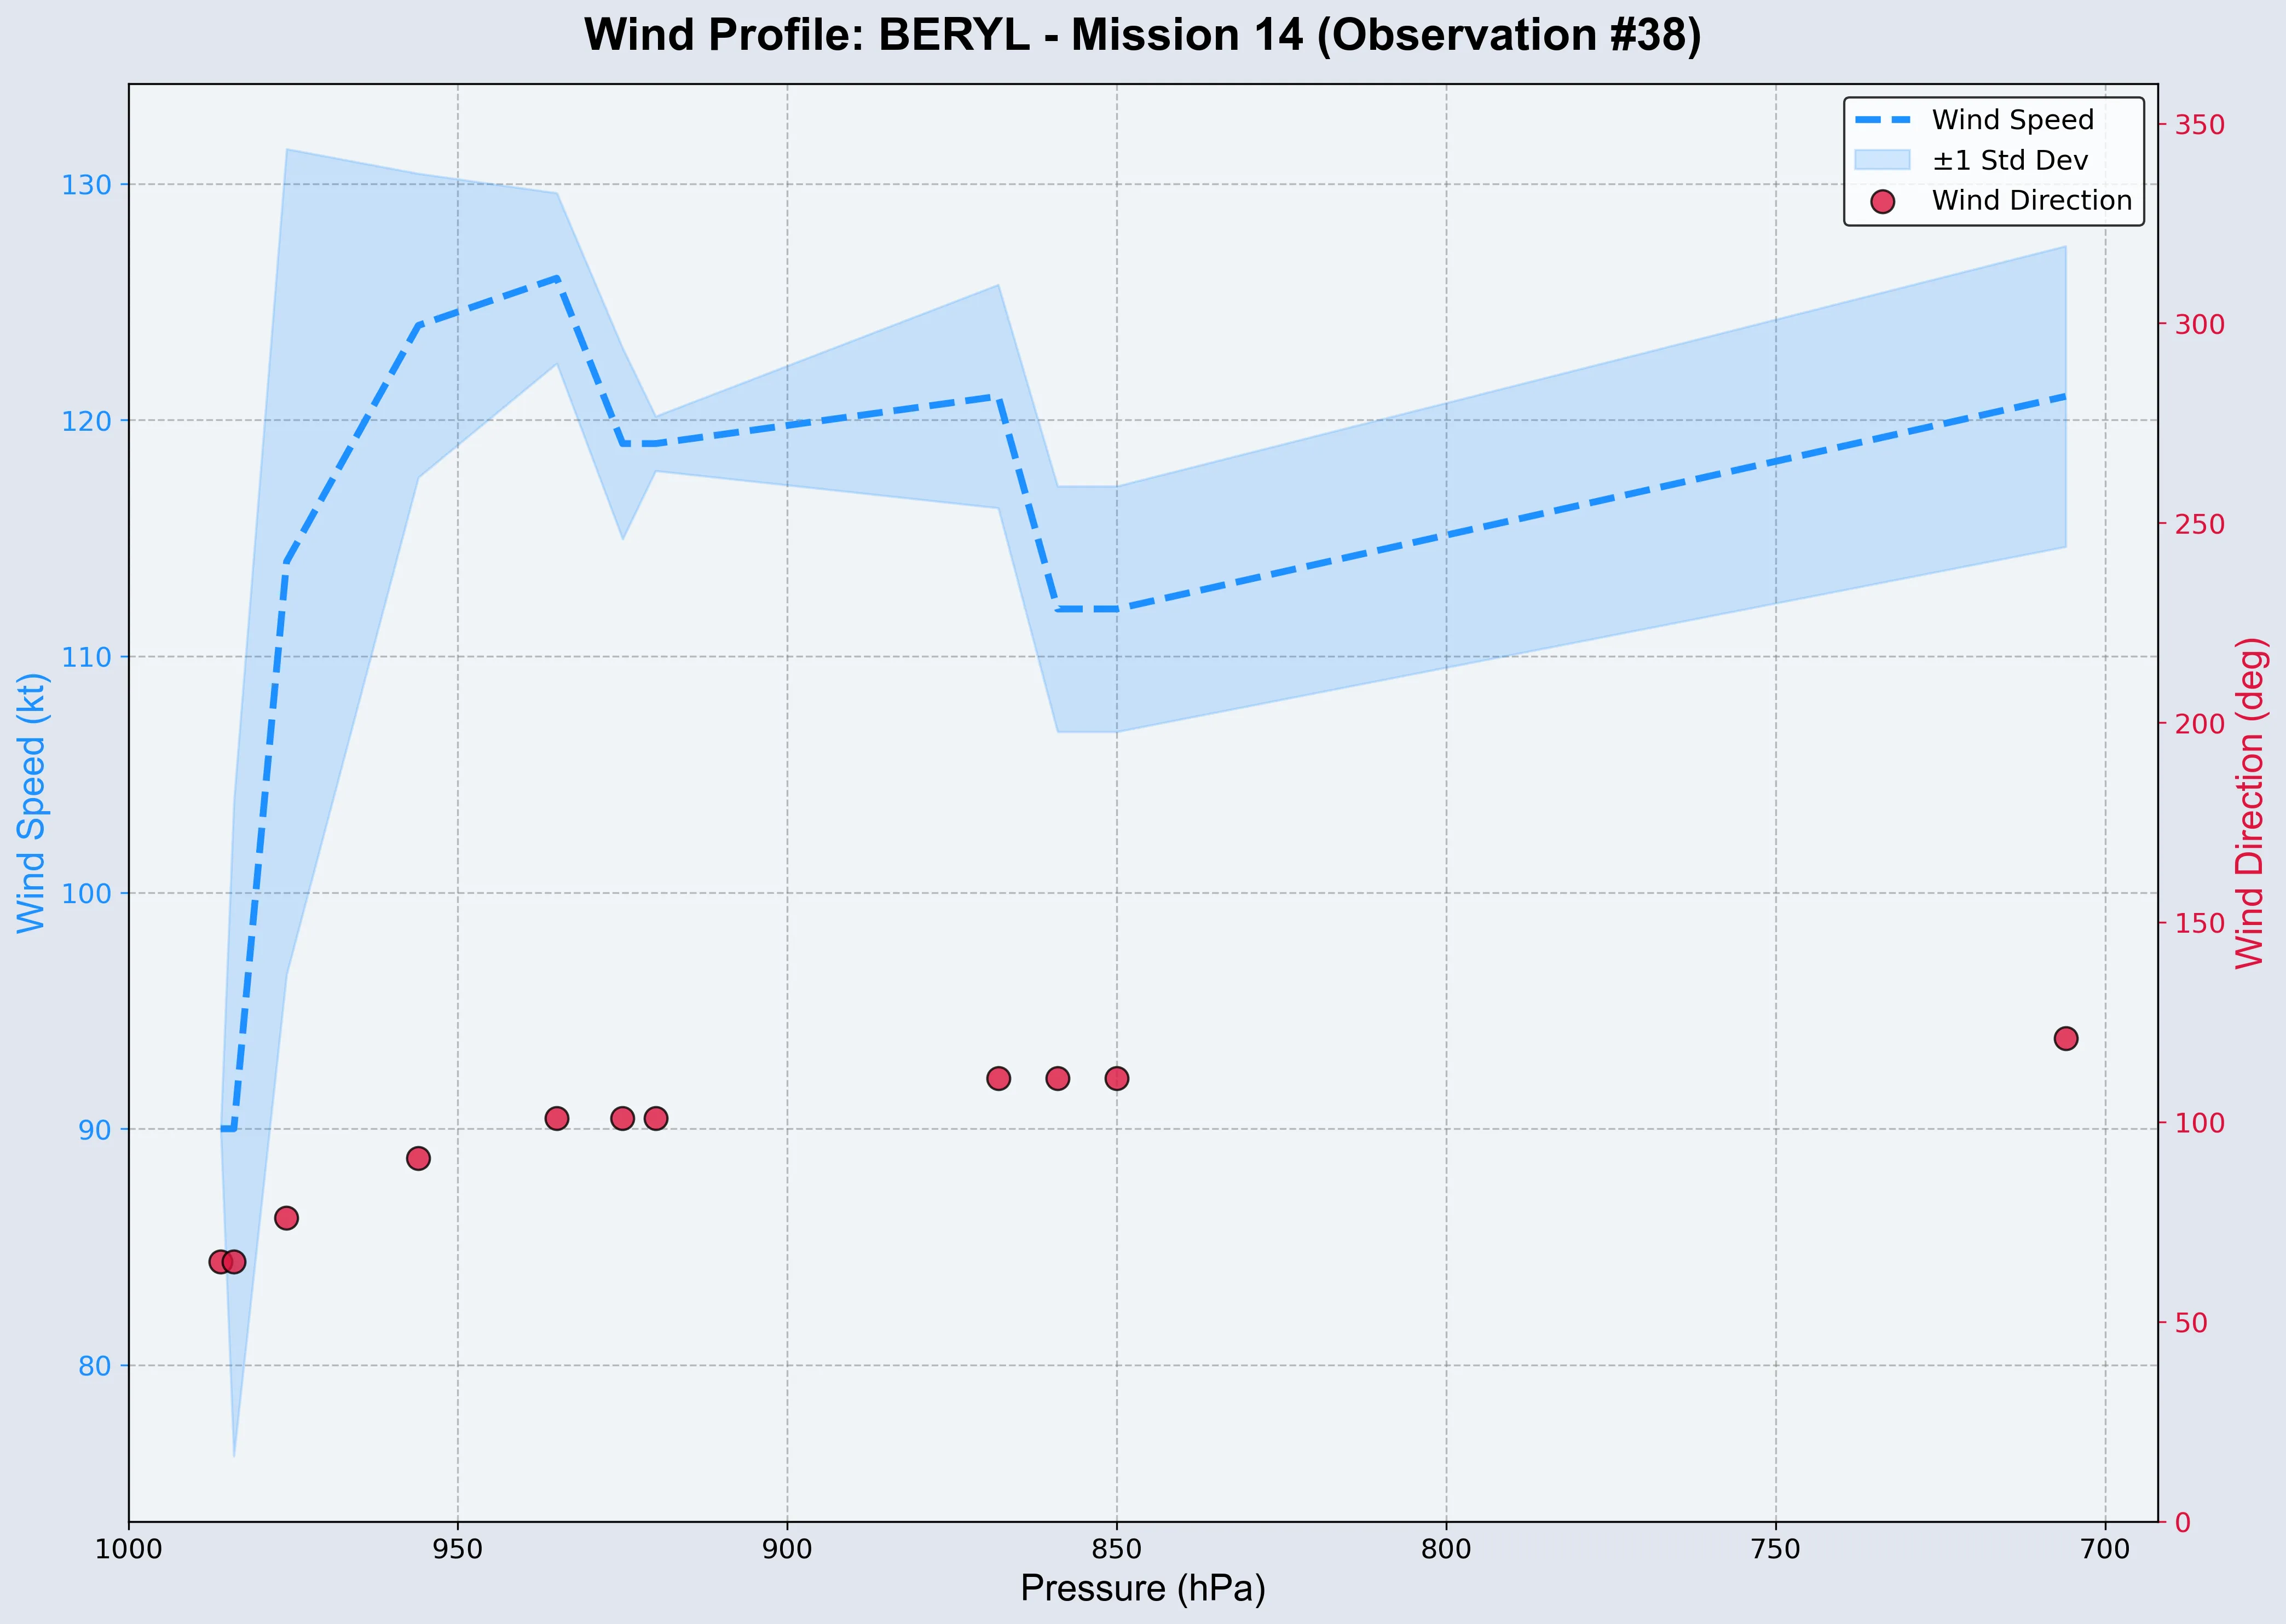 Wind Profile: BERYL - Mission 14 (Observation #38)
Wind Speed
±1 Std Dev
Wind Direction
130
120
110
100
90
80
Wind Speed (kt)
350
300
250
200
150
100
50
0
Wind Direction (deg)
1000 950 900 850 800 750 700
Pressure (hPa)